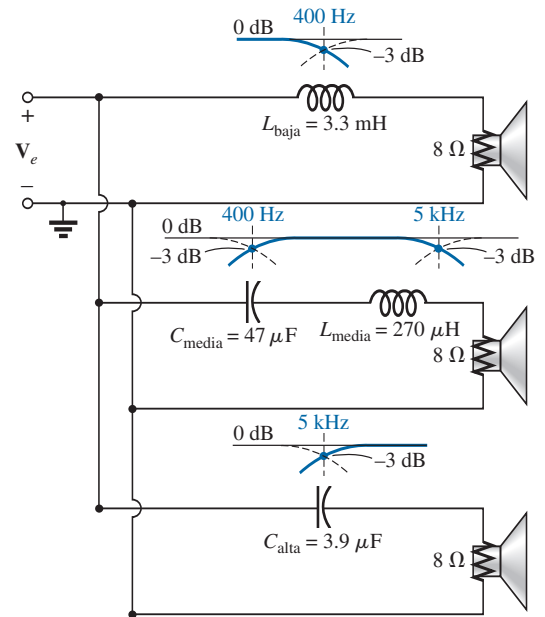 400 Hz
0 dB
−3 dB
+
V_e
−
L_baja = 3.3 mH
8 Ω
400 Hz
5 kHz
0 dB
−3 dB
−3 dB
C_media = 47 μF
L_media = 270 μH
8 Ω
5 kHz
0 dB
−3 dB
C_alta = 3.9 μF
8 Ω